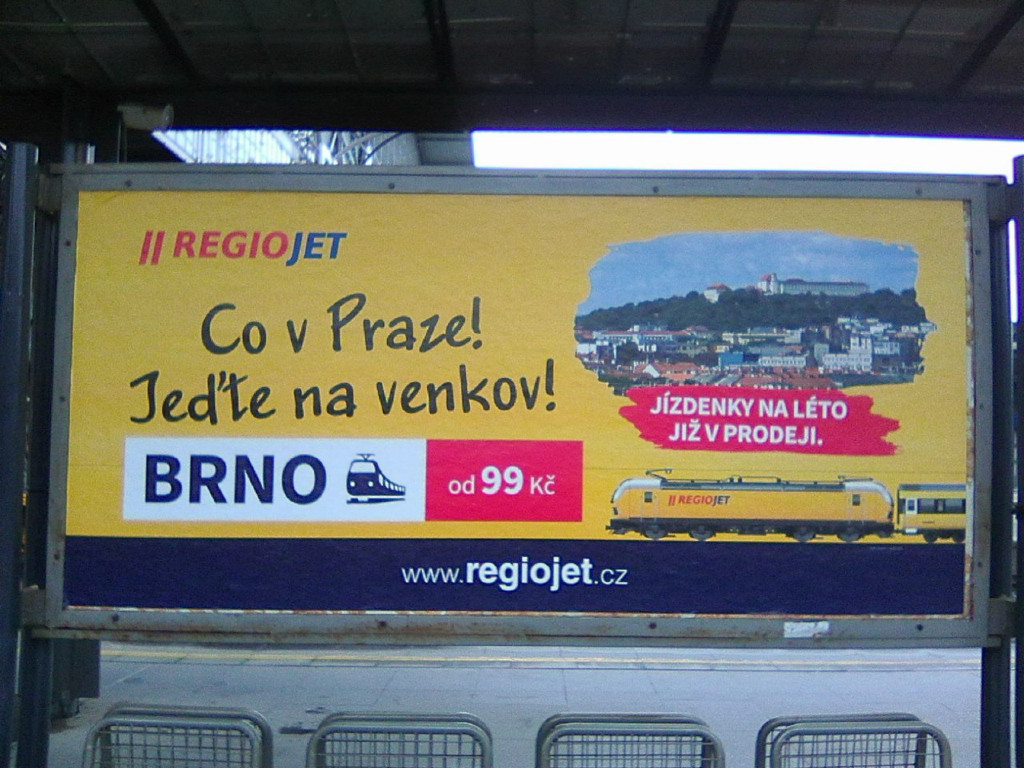 REGIOJET
Co v Praze!
Jeďte na venkov!
BRNO od 99 Kč
JÍZDENKY NA LÉTO
JIŽ V PRODEJI.
REGIOJET
www.regiojet.cz